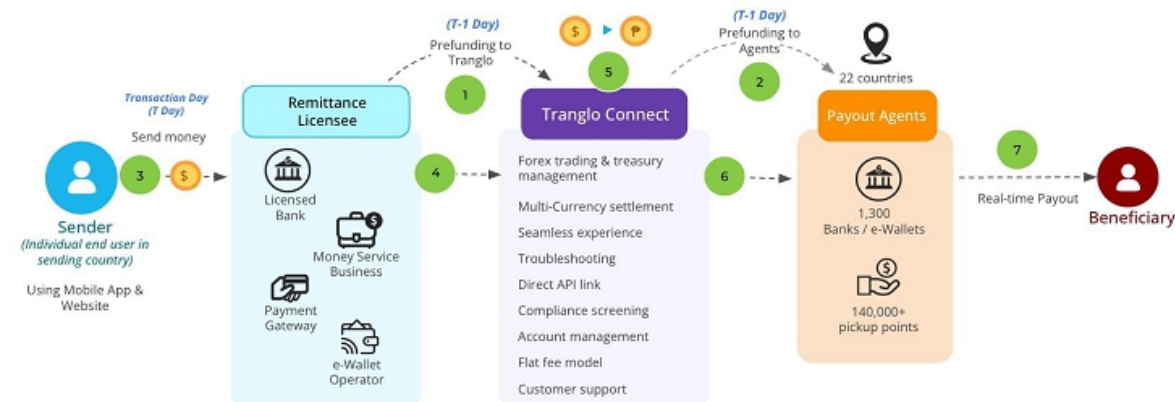 (T-1 Day)
Prefunding to
Tranglo
1
$
₱
5
(T-1 Day)
Prefunding to
Agents
2
22 countries
Transaction Day
(T Day)
Send money
3
$
Sender
(Individual end user in
sending country)
Using Mobile App &
Website
Remittance
Licensee
Licensed
Bank
$
Money Service
Business
Payment
Gateway
e-Wallet
Operator
4
Tranglo Connect
Forex trading & treasury
management
Multi-Currency settlement
Seamless experience
Troubleshooting
Direct API link
Compliance screening
Account management
Flat fee model
Customer support
6
Payout Agents
1,300
Banks / e-Wallets
$
140,000+
pickup points
7
Real-time Payout
Beneficiary